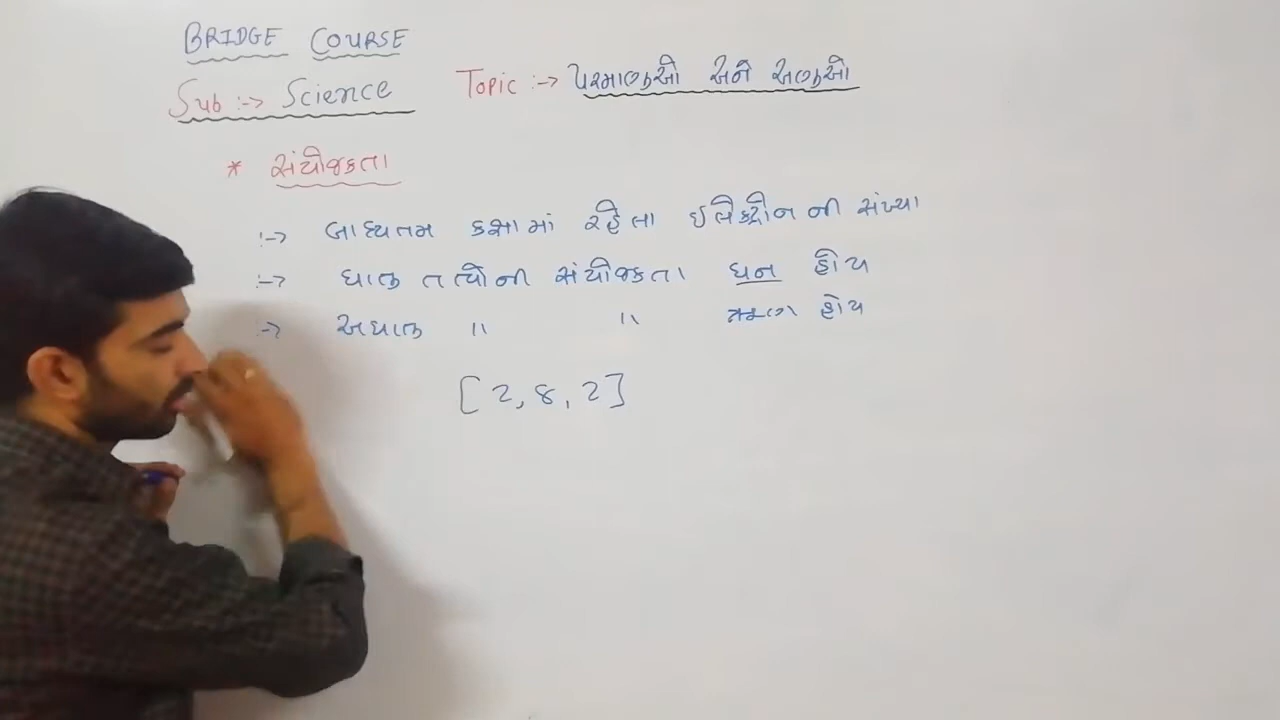 BRIDGE COURSE
Sub :-> Science Topic :-> પરમાણુઓ અને અણુઓ
* સંયોજકતા
:-> બાહ્યતમ કક્ષામાં રહેલા ઇલેક્ટ્રોન ની સંખ્યા
:-> ધાતુ તત્વોની સંયોજકતા ધન હોય
:-> અધાતુ " " ઋણ હોય
[2, 8, 2]